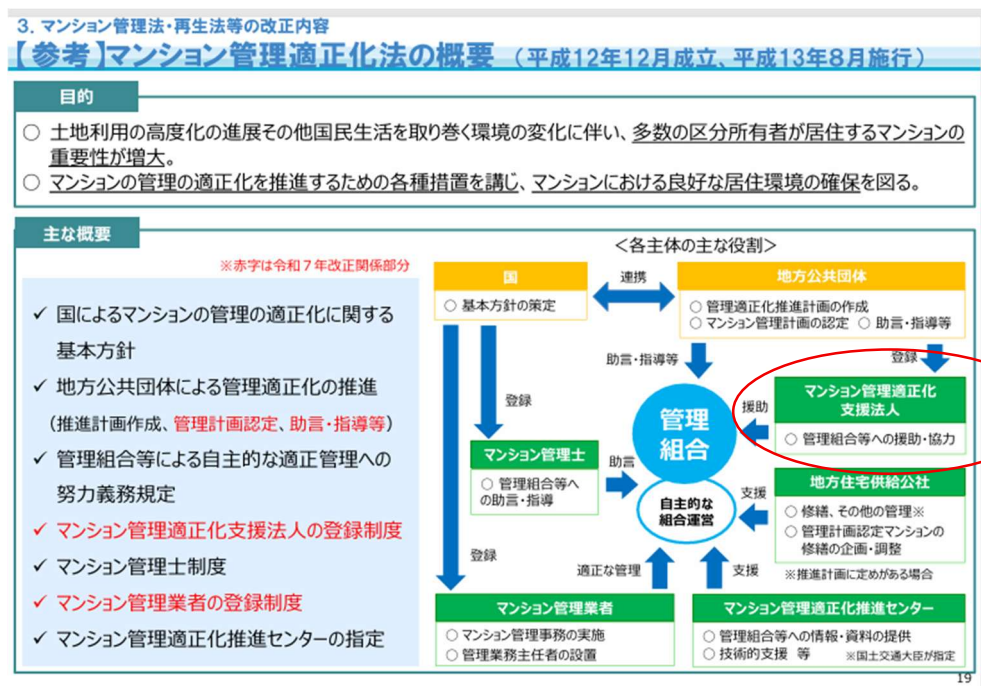 3. マンション管理法・再生法等の改正内容
【参考】マンション管理適正化法の概要 （平成12年12月成立、平成13年8月施行）
目的
○ 土地利用の高度化の進展その他国民生活を取り巻く環境の変化に伴い、多数の区分所有者が居住するマンションの
重要性が増大。
○ マンションの管理の適正化を推進するための各種措置を講じ、マンションにおける良好な居住環境の確保を図る。
主な概要
※赤字は令和７年改正関係部分
✓ 国によるマンションの管理の適正化に関する
基本方針
✓ 地方公共団体による管理適正化の推進
（推進計画作成、管理計画認定、助言・指導等）
✓ 管理組合等による自主的な適正管理への
努力義務規定
✓ マンション管理適正化支援法人の登録制度
✓ マンション管理士制度
✓ マンション管理業者の登録制度
✓ マンション管理適正化推進センターの指定
＜各主体の主な役割＞
国
○ 基本方針の策定
連携
地方公共団体
○ 管理適正化推進計画の作成
○ マンション管理計画の認定 ○ 助言・指導等
助言・指導等
登録
登録
マンション管理適正化
支援法人
○ 管理組合等への援助・協力
援助
管理
組合
自主的な
組合運営
マンション管理士
○ 管理組合等へ
の助言・指導
助言
地方住宅供給公社
○ 修繕、その他の管理※
○ 管理計画認定マンションの
修繕の企画・調整
※推進計画に定めがある場合
支援
登録
適正な管理
支援
マンション管理業者
○ マンション管理事務の実施
○ 管理業務主任者の設置
マンション管理適正化推進センター
○ 管理組合等への情報・資料の提供
○ 技術的支援 等 ※国土交通大臣が指定
19